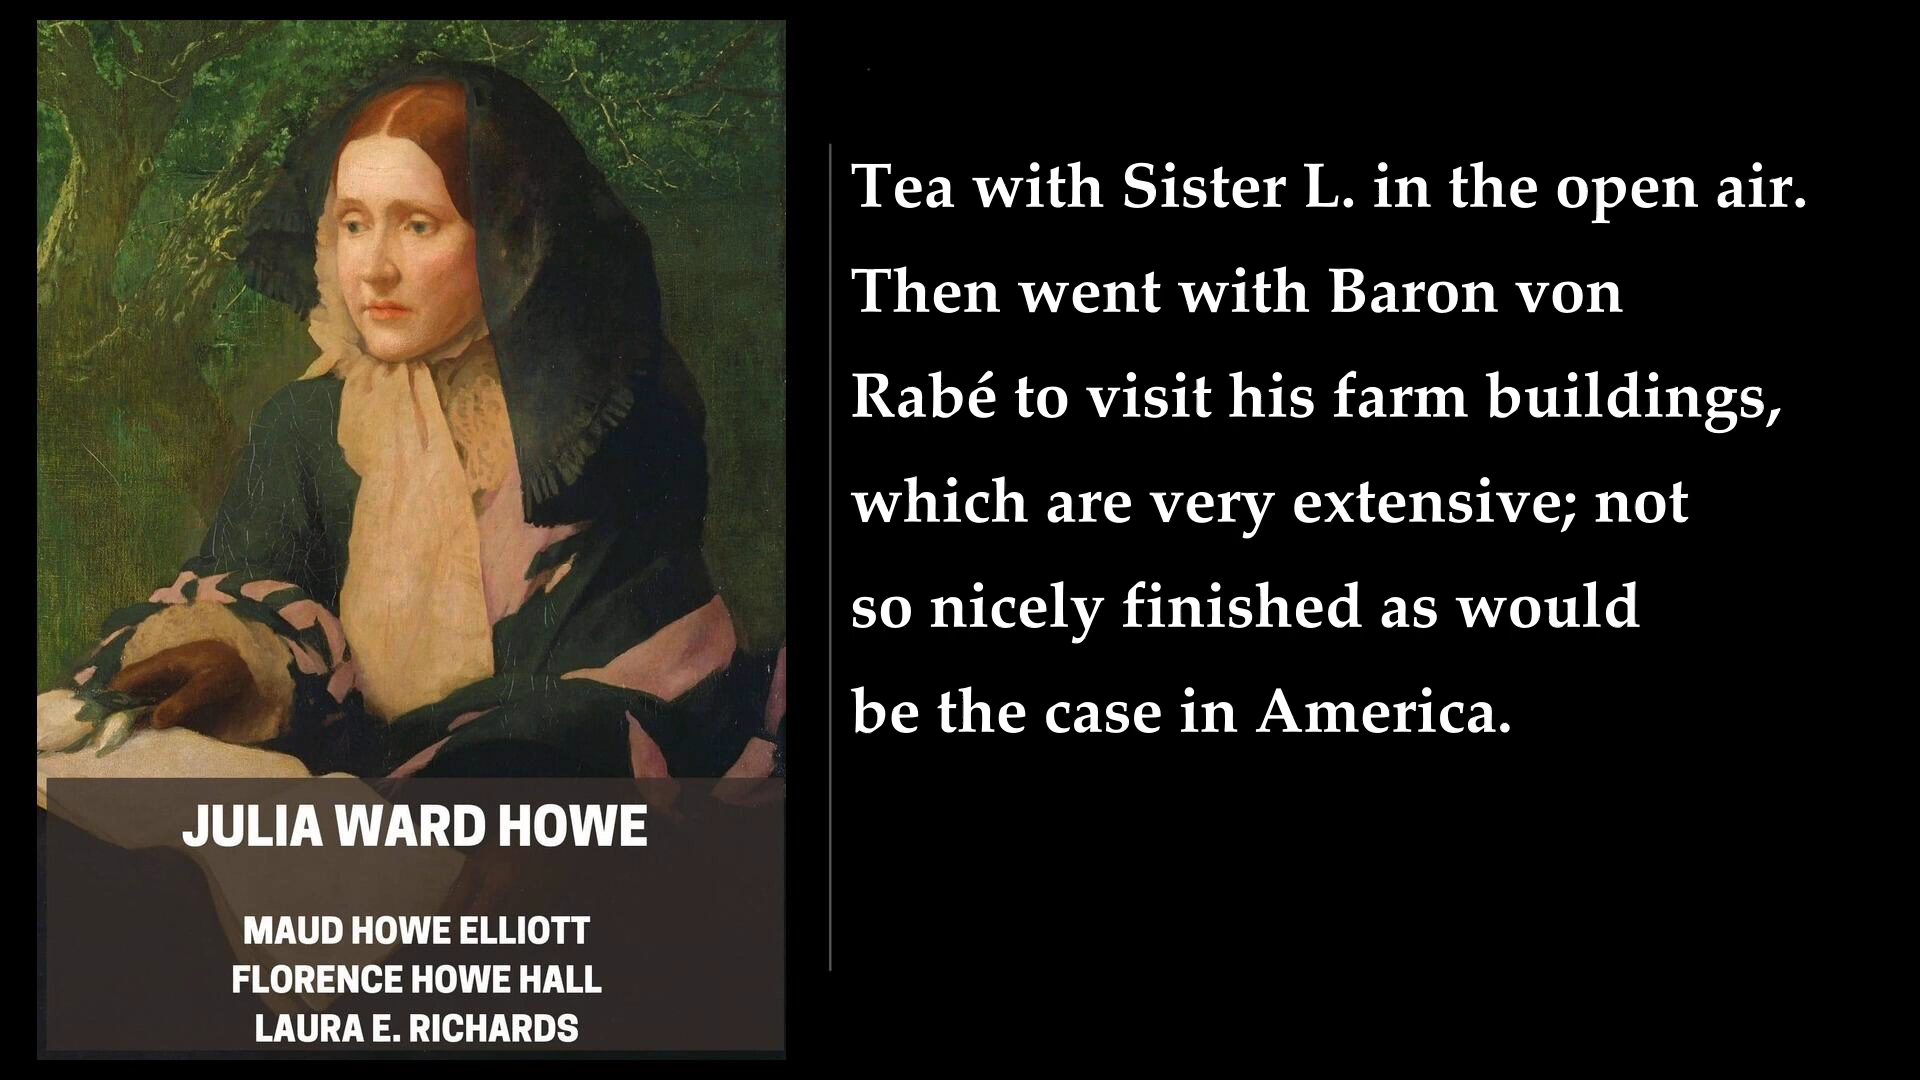 JULIA WARD HOWE
MAUD HOWE ELLIOTT
FLORENCE HOWE HALL
LAURA E. RICHARDS
Tea with Sister L. in the open air.
Then went with Baron von
Rabé to visit his farm buildings,
which are very extensive; not
so nicely finished as would
be the case in America.